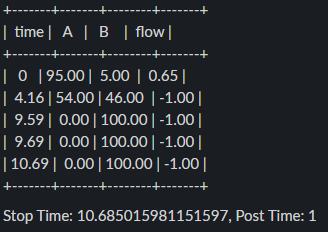 +-------+-------+-------+-------+
| time | A | B | flow |
+-------+-------+-------+-------+
| 0 | 95.00 | 5.00 | 0.65 |
| 4.16 | 54.00 | 46.00 | -1.00 |
| 9.59 | 0.00 | 100.00 | -1.00 |
| 9.69 | 0.00 | 100.00 | -1.00 |
| 10.69 | 0.00 | 100.00 | -1.00 |
+-------+-------+-------+-------+
Stop Time: 10.685015981151597, Post Time: 1